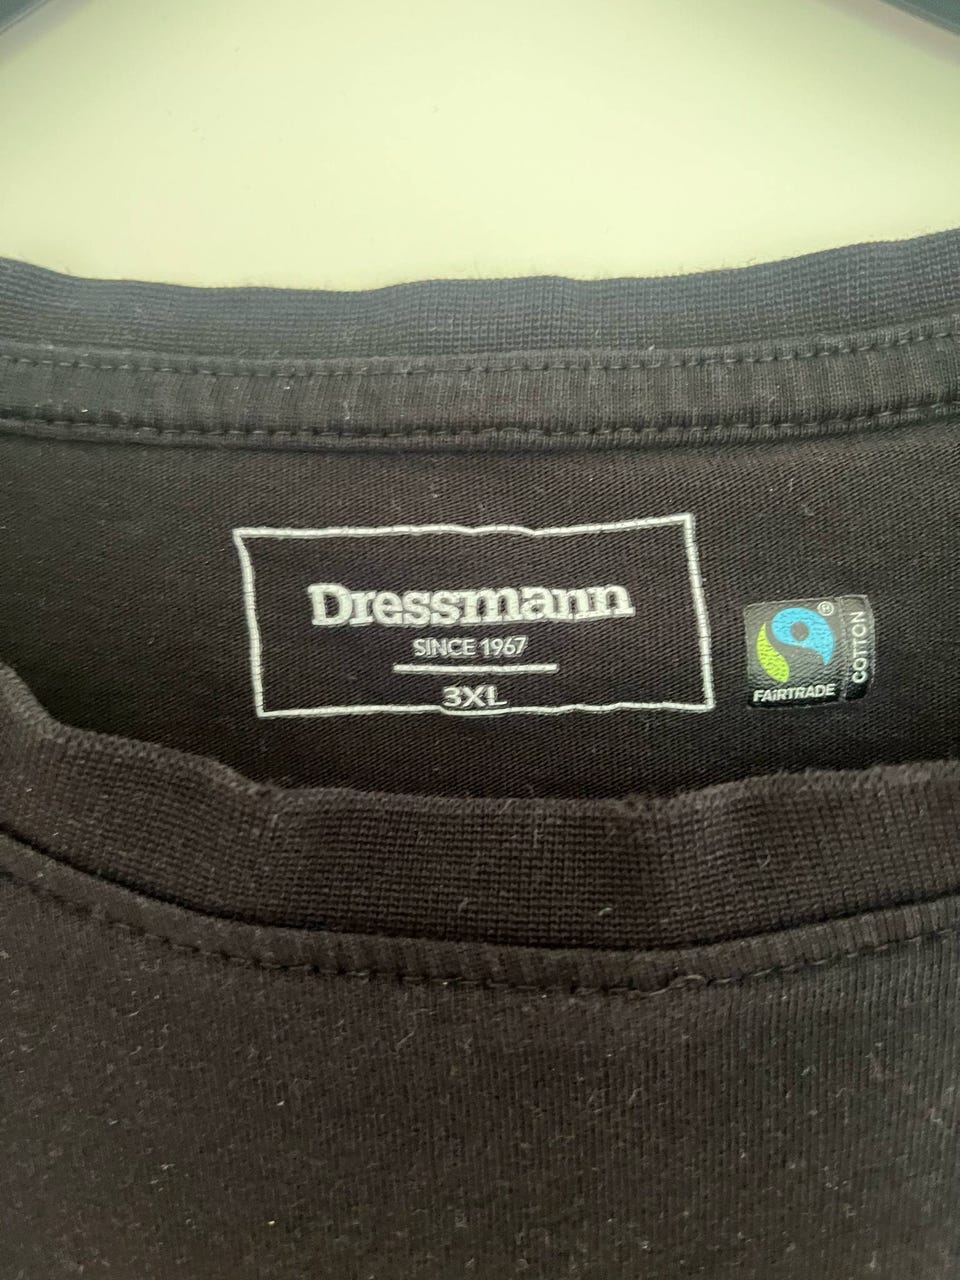 Dressmann
SINCE 1967
3XL
®
FAIRTRADE
COTTON